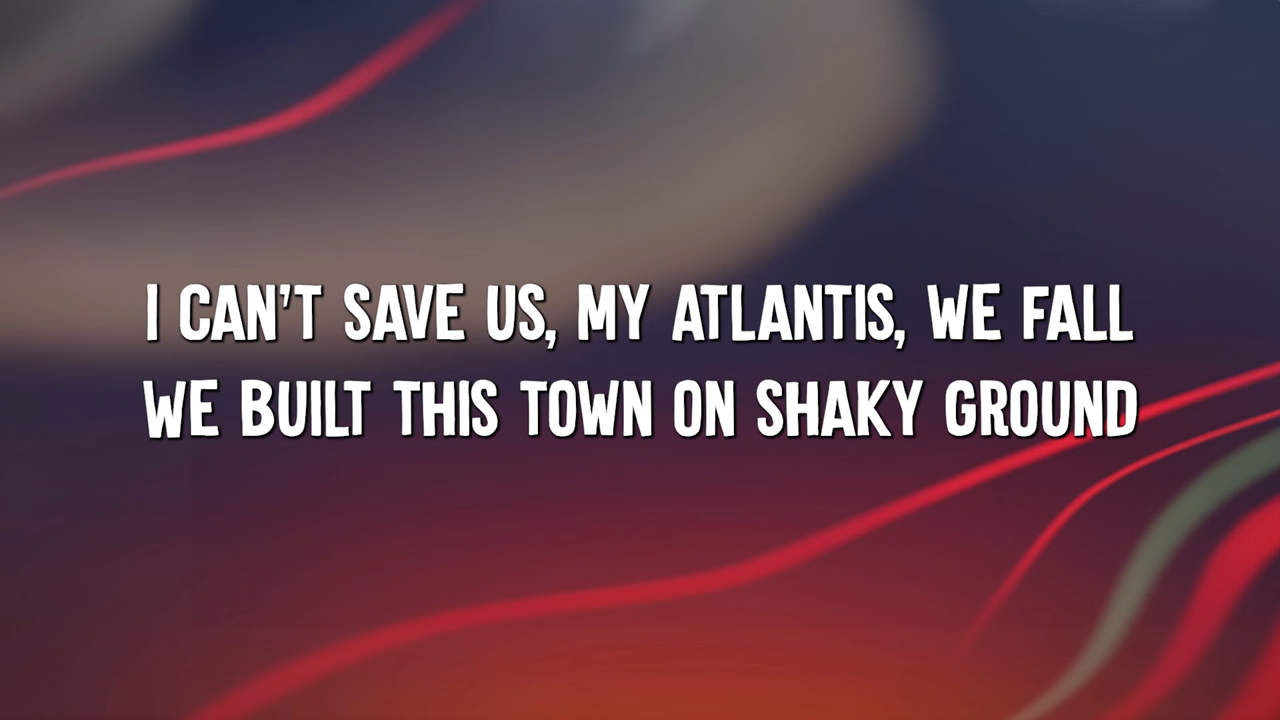 I CAN'T SAVE US, MY ATLANTIS, WE FALL
WE BUILT THIS TOWN ON SHAKY GROUND